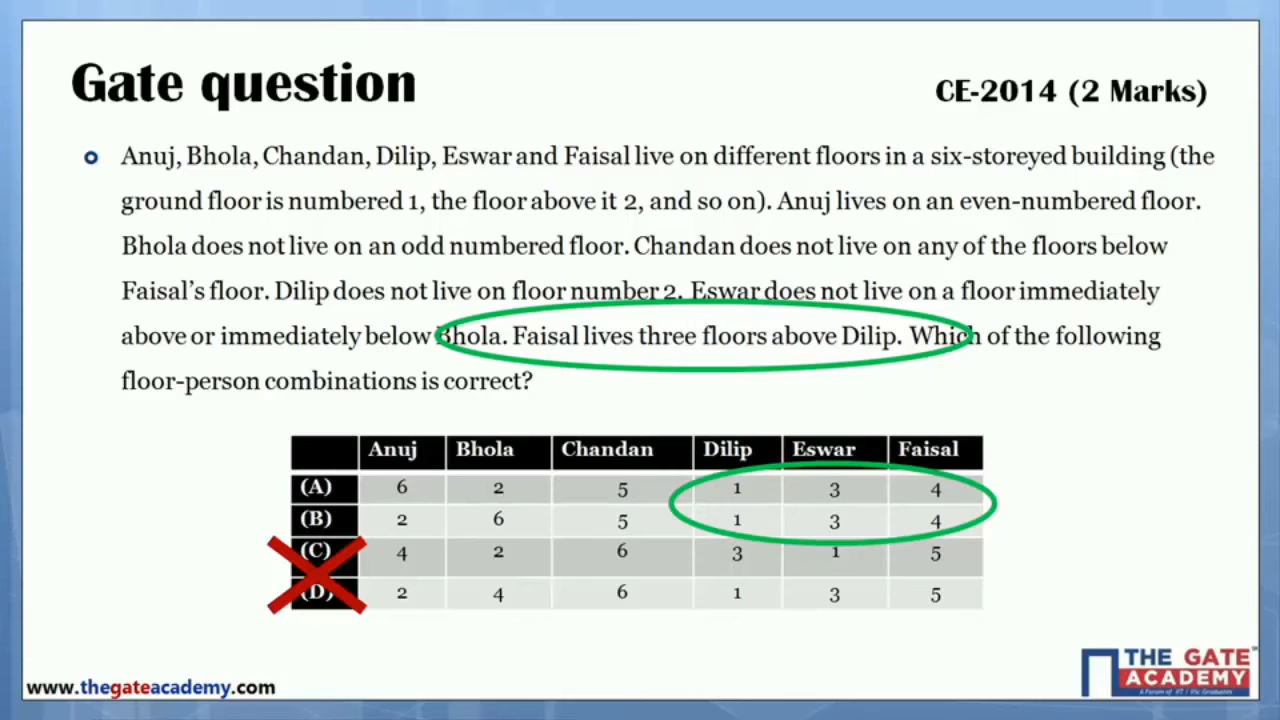 Gate question
CE-2014 (2 Marks)
Anuj, Bhola, Chandan, Dilip, Eswar and Faisal live on different floors in a six-storeyed building (the
ground floor is numbered 1, the floor above it 2, and so on). Anuj lives on an even-numbered floor.
Bhola does not live on an odd numbered floor. Chandan does not live on any of the floors below
Faisal's floor. Dilip does not live on floor number 2. Eswar does not live on a floor immediately
above or immediately below Bhola. Faisal lives three floors above Dilip. Which of the following
floor-person combinations is correct?
Anuj Bhola Chandan Dilip Eswar Faisal
(A) 6 2 5 1 3 4
(B) 2 6 5 1 3 4
(C) 4 2 6 3 1 5
(D) 2 4 6 1 3 5
www.thegateacademy.com
THE GATE
ACADEMY
A Forum of IIT / IISc Graduates